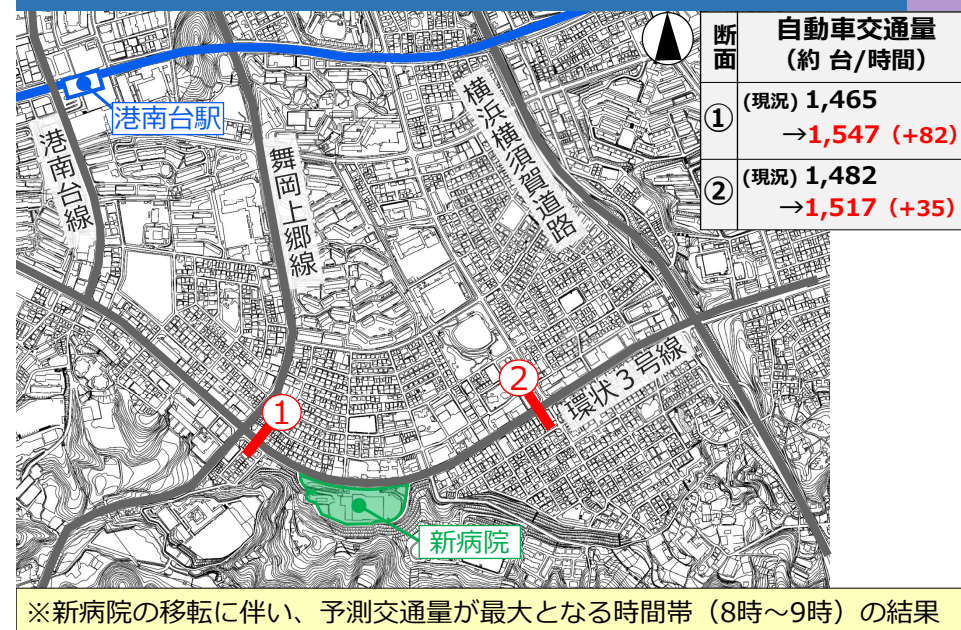 断面
自動車交通量
（約 台/時間）
①
(現況) 1,465
→1,547（+82）
②
(現況) 1,482
→1,517（+35）
港南台駅
港南台線
舞岡上郷線
横浜横須賀道路
環状３号線
①
②
新病院
※新病院の移転に伴い、予測交通量が最大となる時間帯（8時～9時）の結果